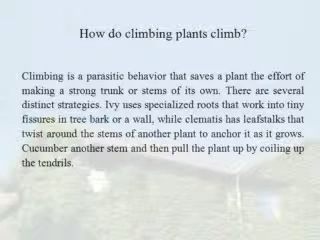 How do climbing plants climb?
Climbing is a parasitic behavior that saves a plant the effort of
making a strong trunk or stems of its own. There are several
distinct strategies. Ivy uses specialized roots that work into tiny
fissures in tree bark or a wall, while clematis has leafstalks that
twist around the stems of another plant to anchor it as it grows.
Cucumber another stem and then pull the plant up by coiling up
the tendrils.